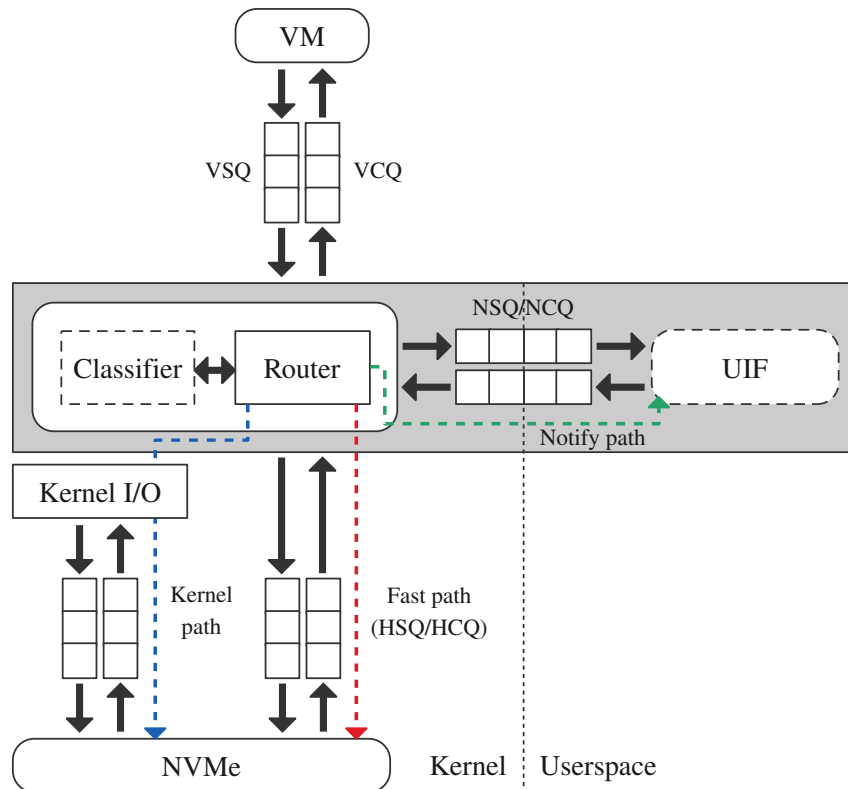 VM
VSQ
VCQ
NSQ/NCQ
Classifier
Router
UIF
Notify path
Kernel I/O
Kernel
path
Fast path
(HSQ/HCQ)
NVMe
Kernel
Userspace